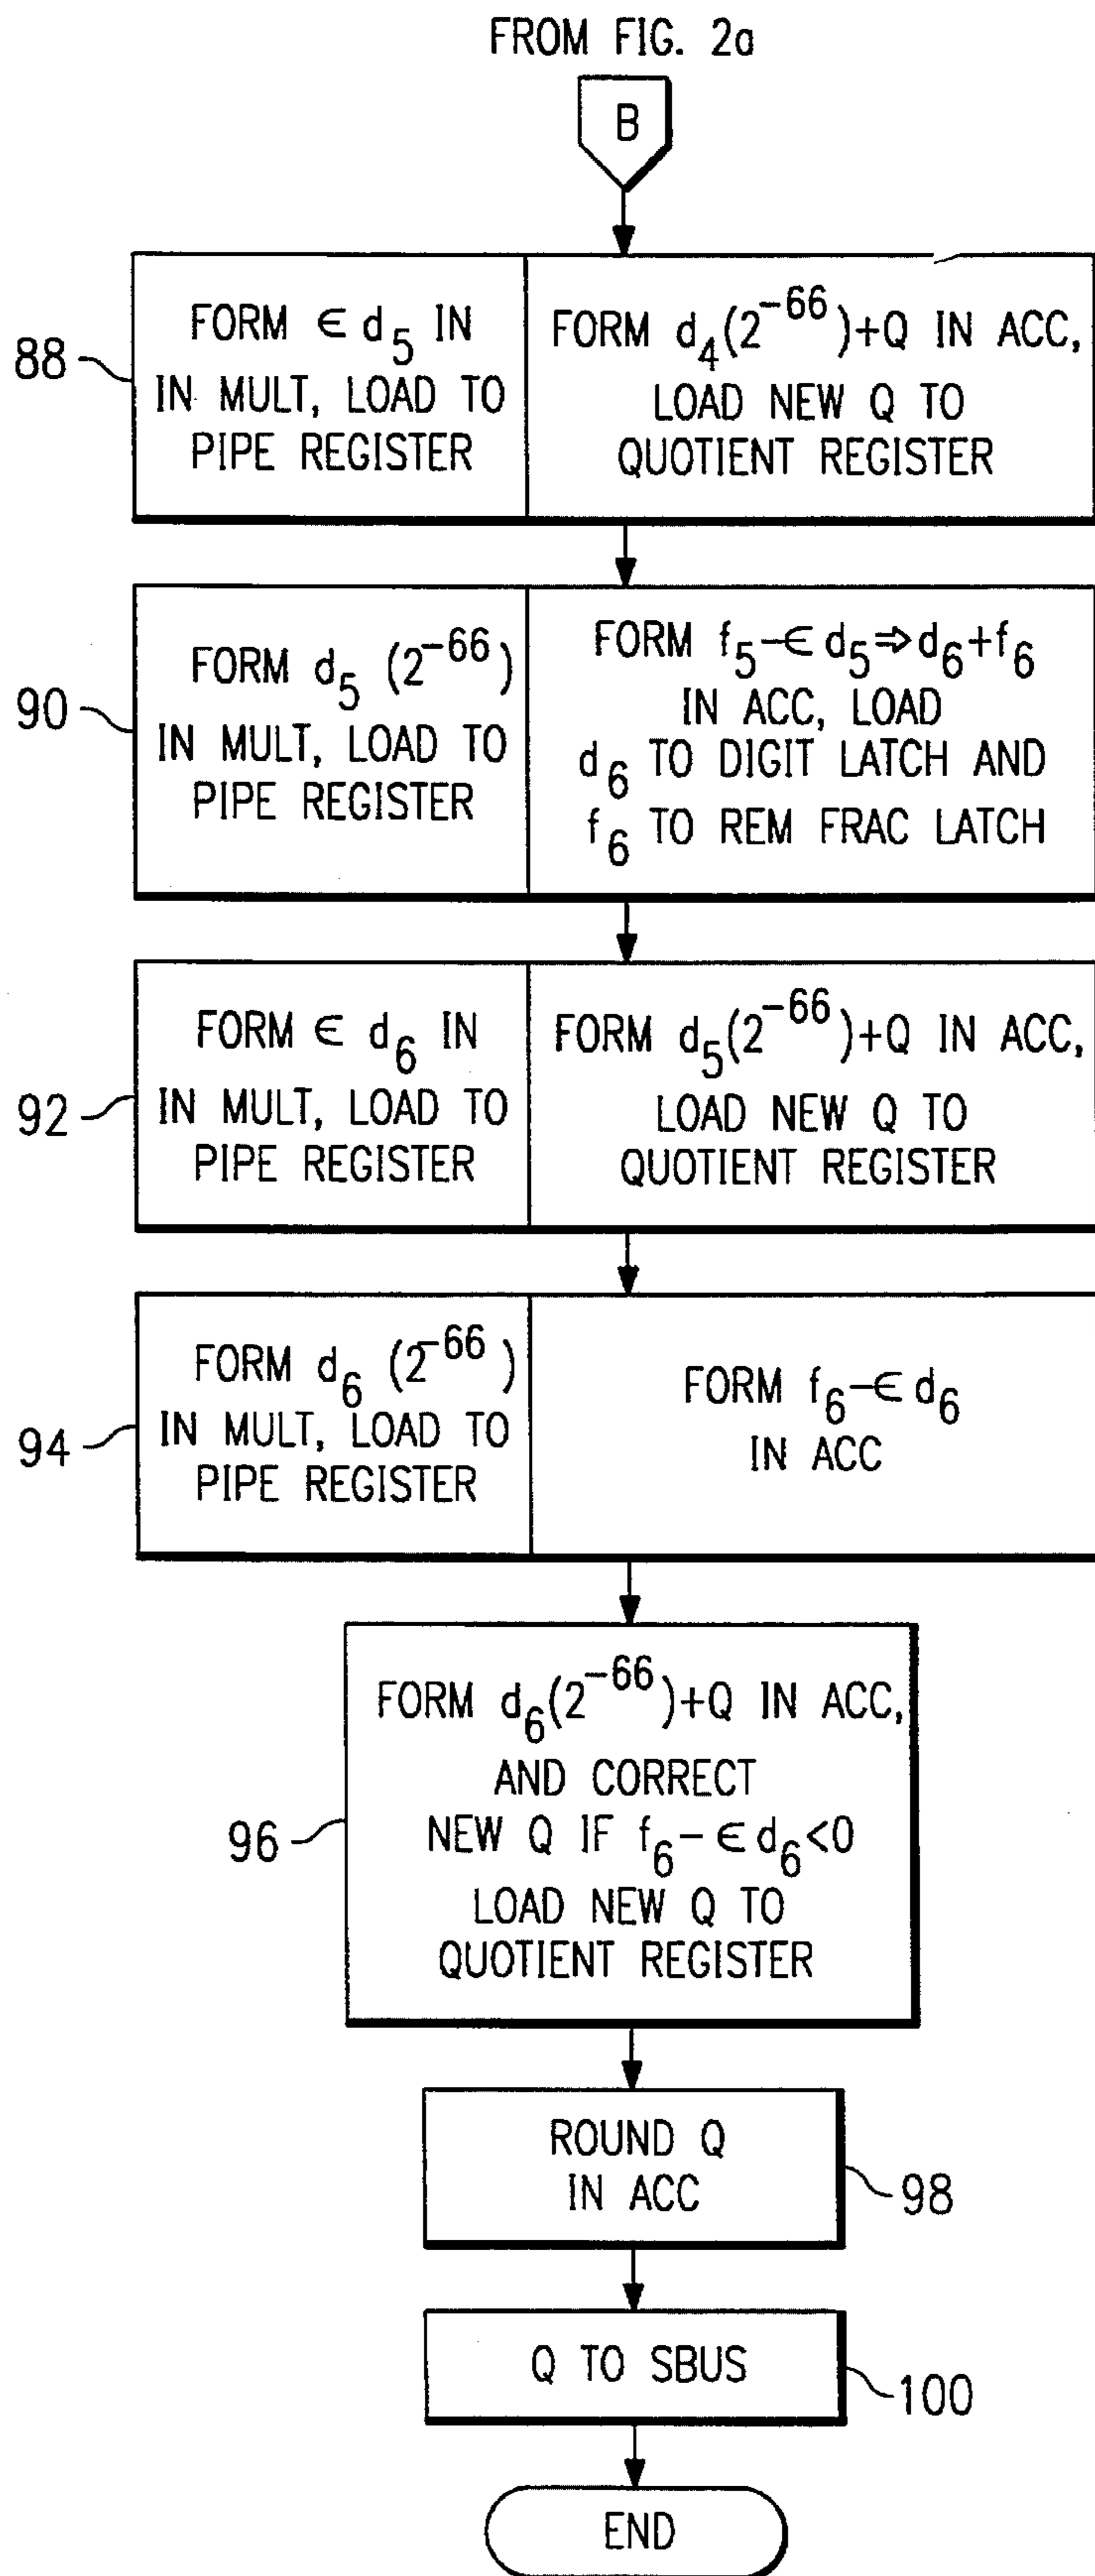 FROM FIG. 2a
B
88
FORM ∈ d₅ IN
IN MULT, LOAD TO
PIPE REGISTER
FORM d₄(2⁻⁶⁶)+Q IN ACC,
LOAD NEW Q TO
QUOTIENT REGISTER
90
FORM d₅ (2⁻⁶⁶)
IN MULT, LOAD TO
PIPE REGISTER
FORM f₅-∈ d₅⇒d₆+f₆
IN ACC, LOAD
d₆ TO DIGIT LATCH AND
f₆ TO REM FRAC LATCH
92
FORM ∈ d₆ IN
IN MULT, LOAD TO
PIPE REGISTER
FORM d₅(2⁻⁶⁶)+Q IN ACC,
LOAD NEW Q TO
QUOTIENT REGISTER
94
FORM d₆ (2⁻⁶⁶)
IN MULT, LOAD TO
PIPE REGISTER
FORM f₆-∈ d₆
IN ACC
96
FORM d₆(2⁻⁶⁶)+Q IN ACC,
AND CORRECT
NEW Q IF f₆- ∈ d₆<0
LOAD NEW Q TO
QUOTIENT REGISTER
ROUND Q
IN ACC
98
Q TO SBUS
100
END